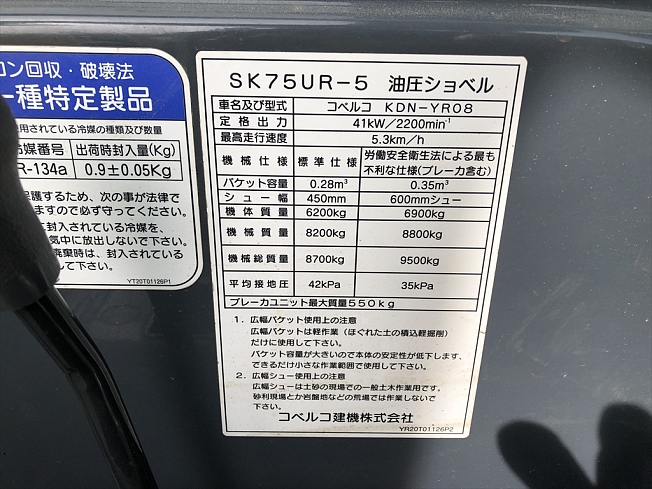 コン回収・破壊法
一種特定製品
使用されている冷媒の種類及び数量
冷媒番号 出荷時封入量(Kg)
R-134a 0.9±0.05Kg
保護するため、次の事が法律で
ますので必ず守ってください。
に封入されている冷媒を、
気中に放出しないで下さい。
廃棄時は、封入されている
して下さい。
YT20T01126P1
SK75UR-5 油圧ショベル
車名及び型式 コベルコ KDN-YR08
定格出力 41kW/2200min⁻¹
最高走行速度 5.3km/h
機械仕様 標準仕様 労働安全衛生法による最も
不利な仕様(ブレーカ含む)
バケット容量 0.28m³ 0.35m³
シュー幅 450mm 600mmシュー
機体質量 6200kg 6900kg
機械質量 8200kg 8800kg
機械総質量 8700kg 9500kg
平均接地圧 42kPa 35kPa
ブレーカユニット最大質量550kg
1. 広幅バケット使用上の注意
広幅バケットは軽作業(ほぐれた土の積込軽掘削)
だけに使用して下さい。
バケット容量が大きいので本体の安定性が低下します、
できるだけ小さな作業範囲で使用して下さい。
2. 広幅シュー使用上の注意
広幅シューは土砂の現場での一般土木作業用です。
砂利現場とか岩盤地などの荒場では作業しないで
下さい。
コベルコ建機株式会社
YR20T01126P2